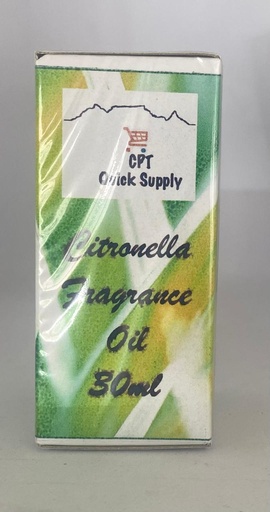 CPT
Quick Supply
Citronella
Fragrance
Oil
30ml